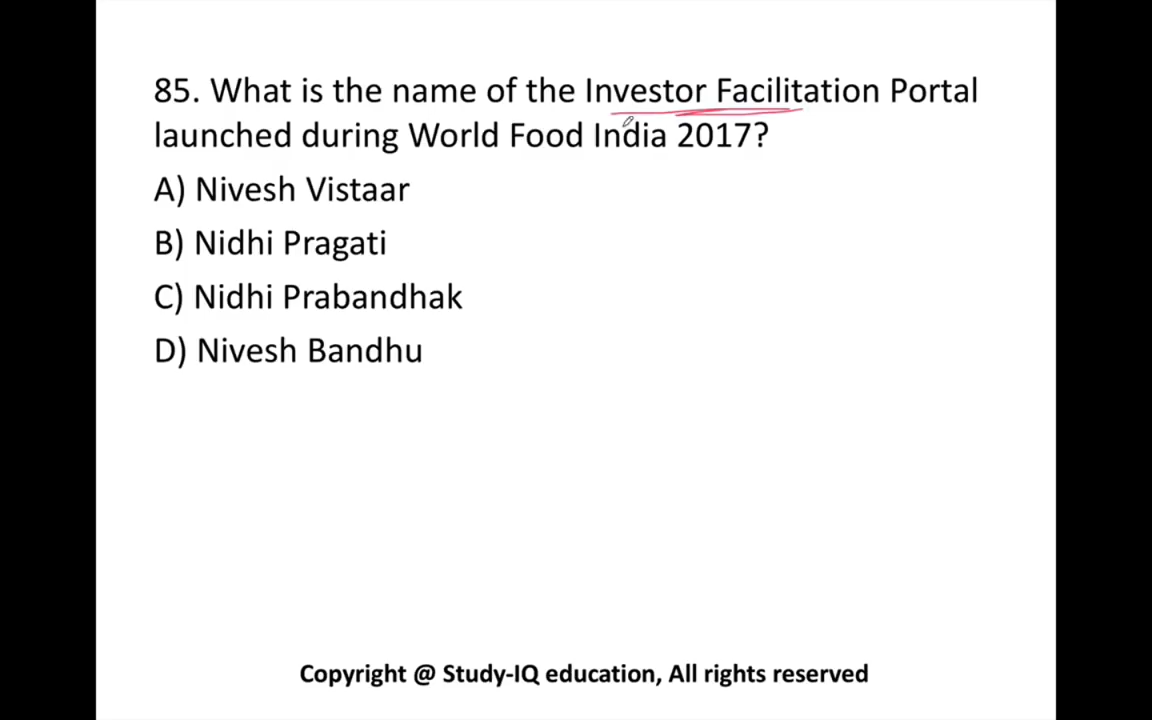 85. What is the name of the Investor Facilitation Portal
launched during World Food India 2017?
A) Nivesh Vistaar
B) Nidhi Pragati
C) Nidhi Prabandhak
D) Nivesh Bandhu
Copyright @ Study-IQ education, All rights reserved